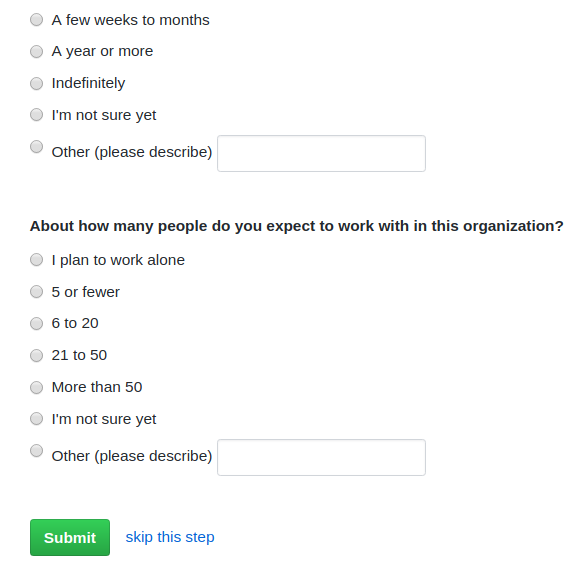 A few weeks to months
A year or more
Indefinitely
I'm not sure yet
Other (please describe)
About how many people do you expect to work with in this organization?
I plan to work alone
5 or fewer
6 to 20
21 to 50
More than 50
I'm not sure yet
Other (please describe)
Submit skip this step